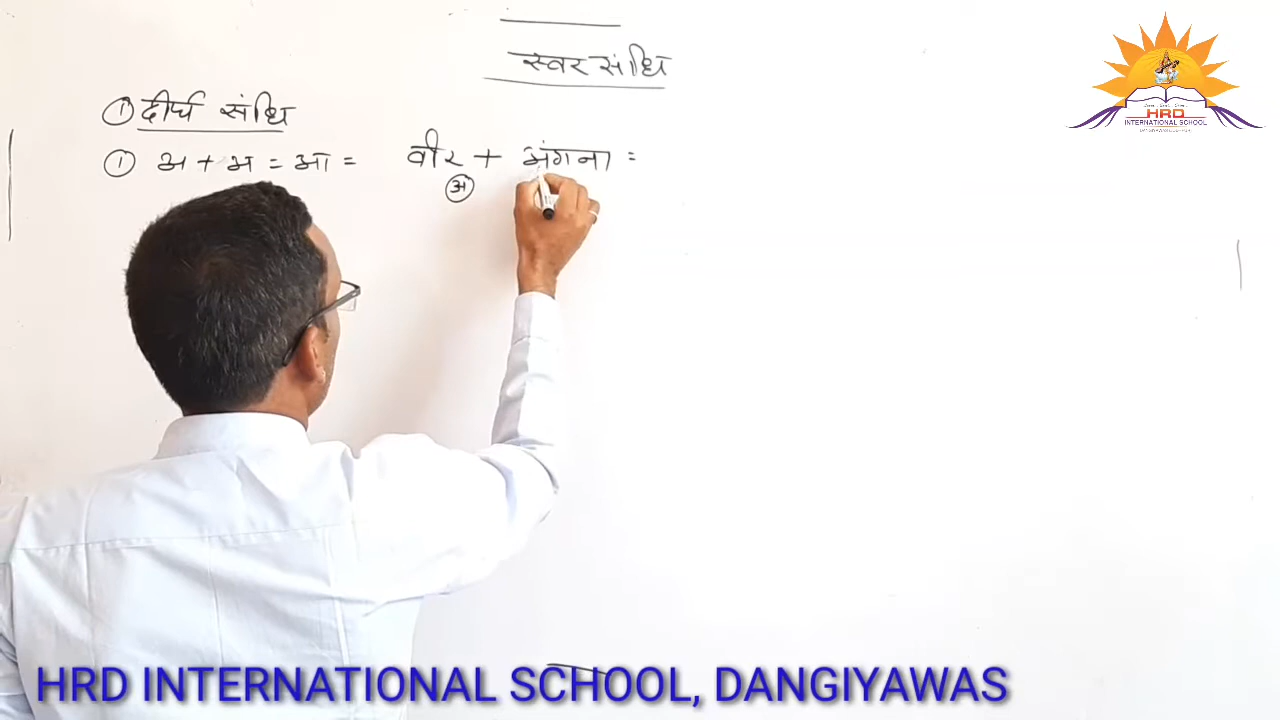 स्वर संधि
① दीर्घ संधि
① अ + अ = आ = वीर + अंगना =
अ
HRD
INTERNATIONAL SCHOOL
HRD INTERNATIONAL SCHOOL, DANGIYAWAS